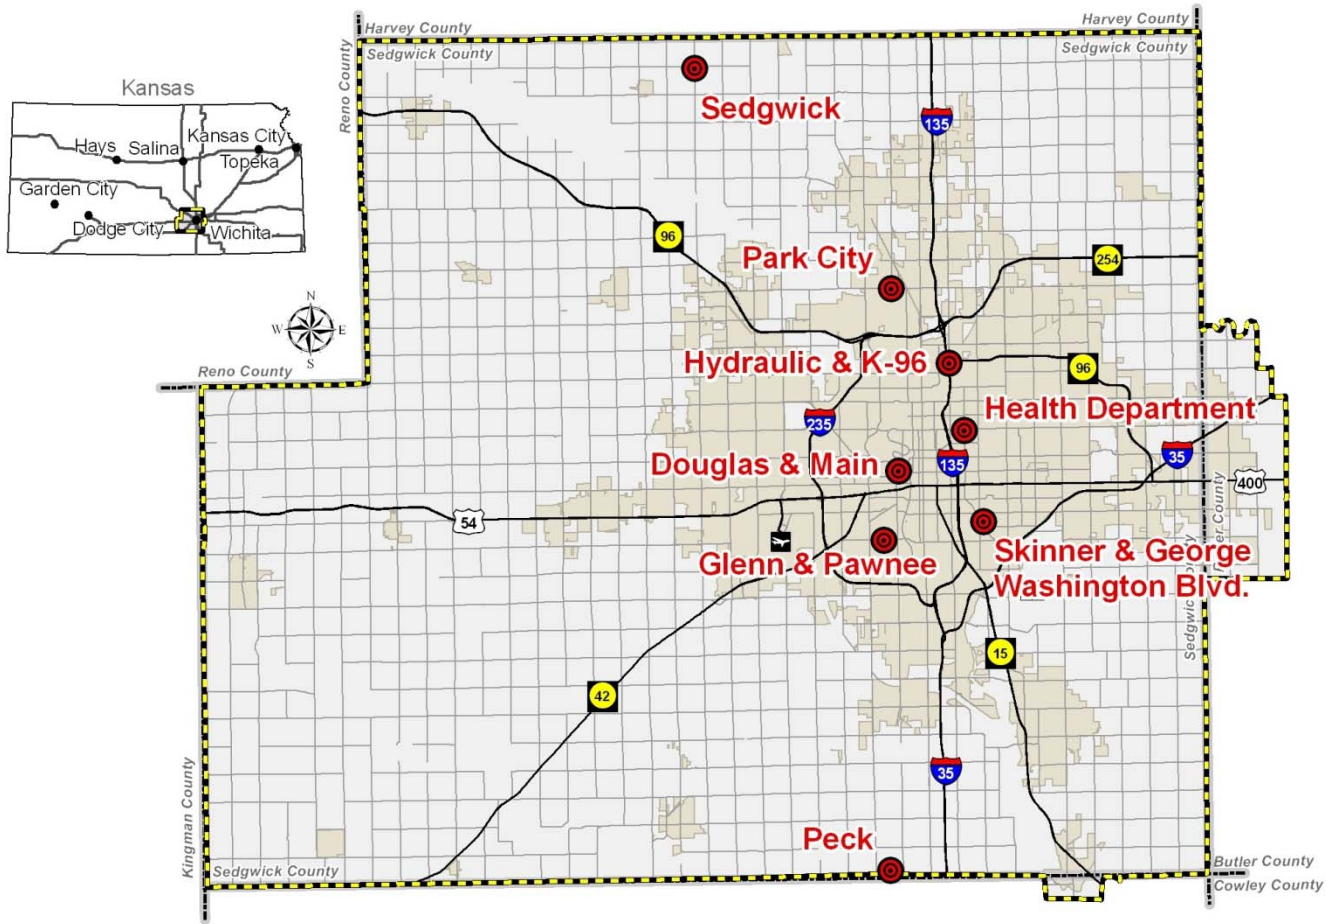 Harvey County
Sedgwick County
Harvey County
Sedgwick County
Reno County
Kansas
Hays
Salina
Kansas City
Topeka
Garden City
Dodge City
Wichita
Sedgwick
135
96
N
W E
S
Park City
254
Reno County
Hydraulic & K-96
96
Health Department
235
Douglas & Main
135
35
400
54
Glenn & Pawnee
Skinner & George
Washington Blvd.
Sedgwick
County
15
42
35
Kingman County
Peck
Sedgwick County
Butler County
Cowley County